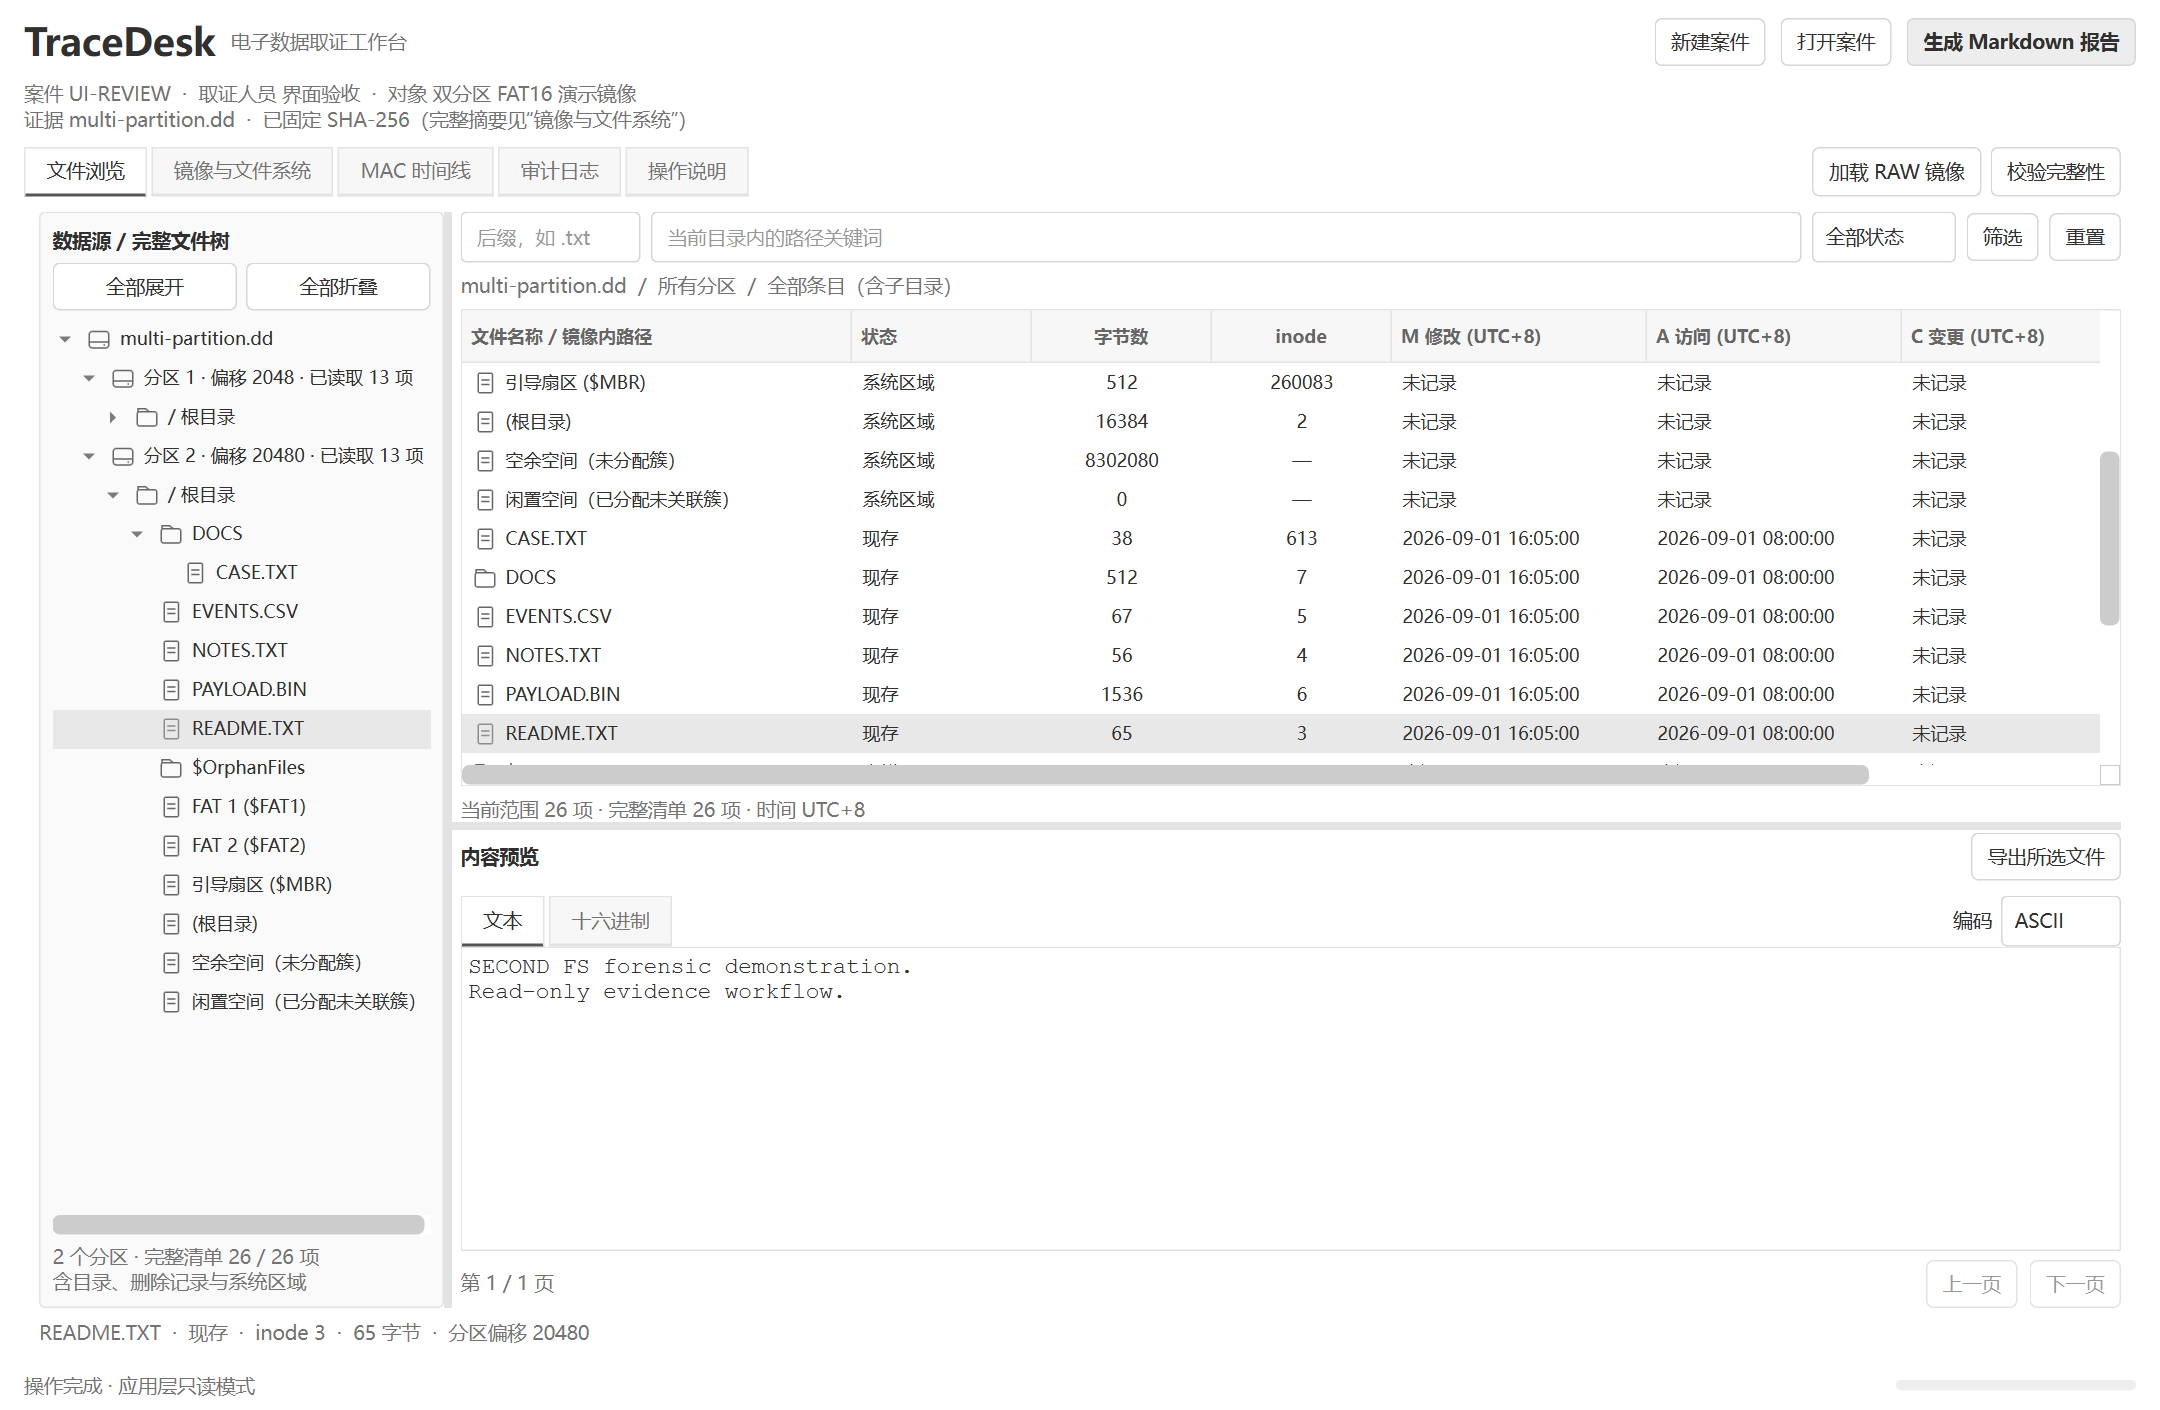 TraceDesk 电子数据取证工作台
新建案件 打开案件 生成 Markdown 报告
案件 UI-REVIEW · 取证人员 界面验收 · 对象 双分区 FAT16 演示镜像
证据 multi-partition.dd · 已固定 SHA-256（完整摘要见“镜像与文件系统”）
文件浏览 镜像与文件系统 MAC 时间线 审计日志 操作说明
加载 RAW 镜像 校验完整性
数据源 / 完整文件树
全部展开 全部折叠
multi-partition.dd
分区 1 · 偏移 2048 · 已读取 13 项
/ 根目录
分区 2 · 偏移 20480 · 已读取 13 项
/ 根目录
DOCS
CASE.TXT
EVENTS.CSV
NOTES.TXT
PAYLOAD.BIN
README.TXT
$OrphanFiles
FAT 1 ($FAT1)
FAT 2 ($FAT2)
引导扇区 ($MBR)
(根目录)
空余空间（未分配簇）
闲置空间（已分配未关联簇）
2 个分区 · 完整清单 26 / 26 项
含目录、删除记录与系统区域
后缀，如 .txt 当前目录内的路径关键词 全部状态 筛选 重置
multi-partition.dd / 所有分区 / 全部条目（含子目录）
文件名称 / 镜像内路径 状态 字节数 inode M 修改 (UTC+8) A 访问 (UTC+8) C 变更 (UTC+8)
引导扇区 ($MBR) 系统区域 512 260083 未记录 未记录 未记录
(根目录) 系统区域 16384 2 未记录 未记录 未记录
空余空间（未分配簇） 系统区域 8302080 — 未记录 未记录 未记录
闲置空间（已分配未关联簇） 系统区域 0 — 未记录 未记录 未记录
CASE.TXT 现存 38 613 2026-09-01 16:05:00 2026-09-01 08:00:00 未记录
DOCS 现存 512 7 2026-09-01 16:05:00 2026-09-01 08:00:00 未记录
EVENTS.CSV 现存 67 5 2026-09-01 16:05:00 2026-09-01 08:00:00 未记录
NOTES.TXT 现存 56 4 2026-09-01 16:05:00 2026-09-01 08:00:00 未记录
PAYLOAD.BIN 现存 1536 6 2026-09-01 16:05:00 2026-09-01 08:00:00 未记录
README.TXT 现存 65 3 2026-09-01 16:05:00 2026-09-01 08:00:00 未记录
当前范围 26 项 · 完整清单 26 项 · 时间 UTC+8
内容预览 导出所选文件
文本 十六进制 编码 ASCII
SECOND FS forensic demonstration.
Read-only evidence workflow.
第 1 / 1 页 上一页 下一页
README.TXT · 现存 · inode 3 · 65 字节 · 分区偏移 20480
操作完成 · 应用层只读模式